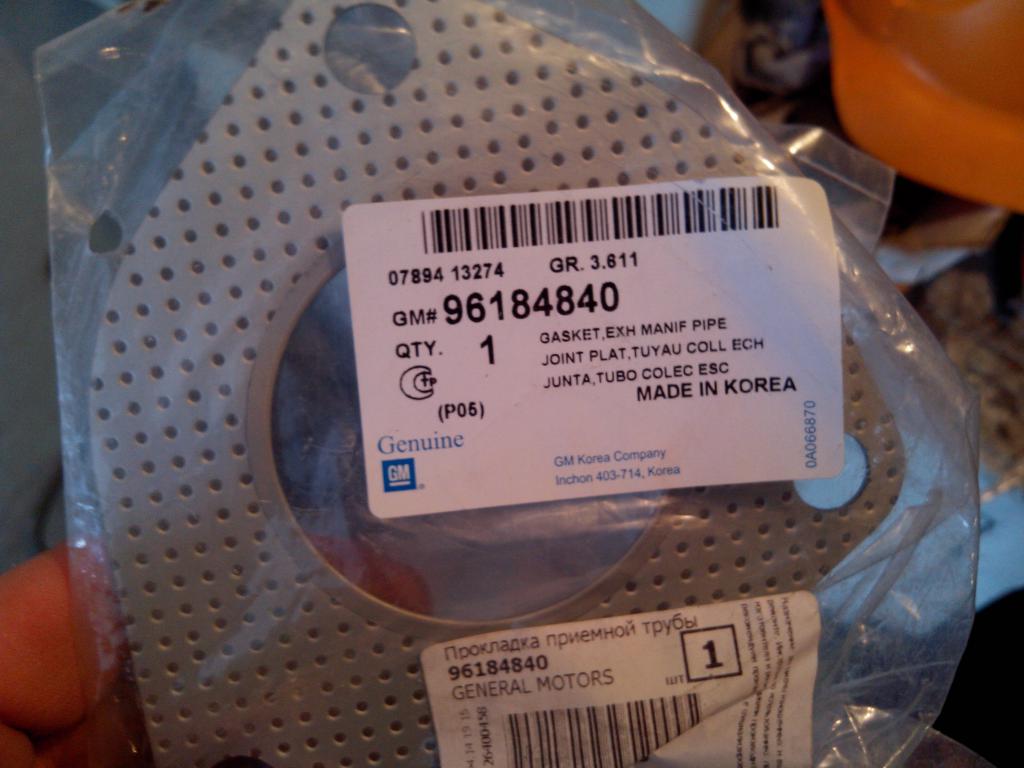 07894 13274 GR. 3.611
GM# 96184840
QTY. 1
GASKET,EXH MANIF PIPE
JOINT PLAT,TUYAU COLL ECH
JUNTA,TUBO COLEC ESC
MADE IN KOREA
(P05)
Genuine
GM
GM Korea Company
Inchon 403-714, Korea
0A066870
Прокладка приемной трубы
96184840
GENERAL MOTORS
шт 1
26400458